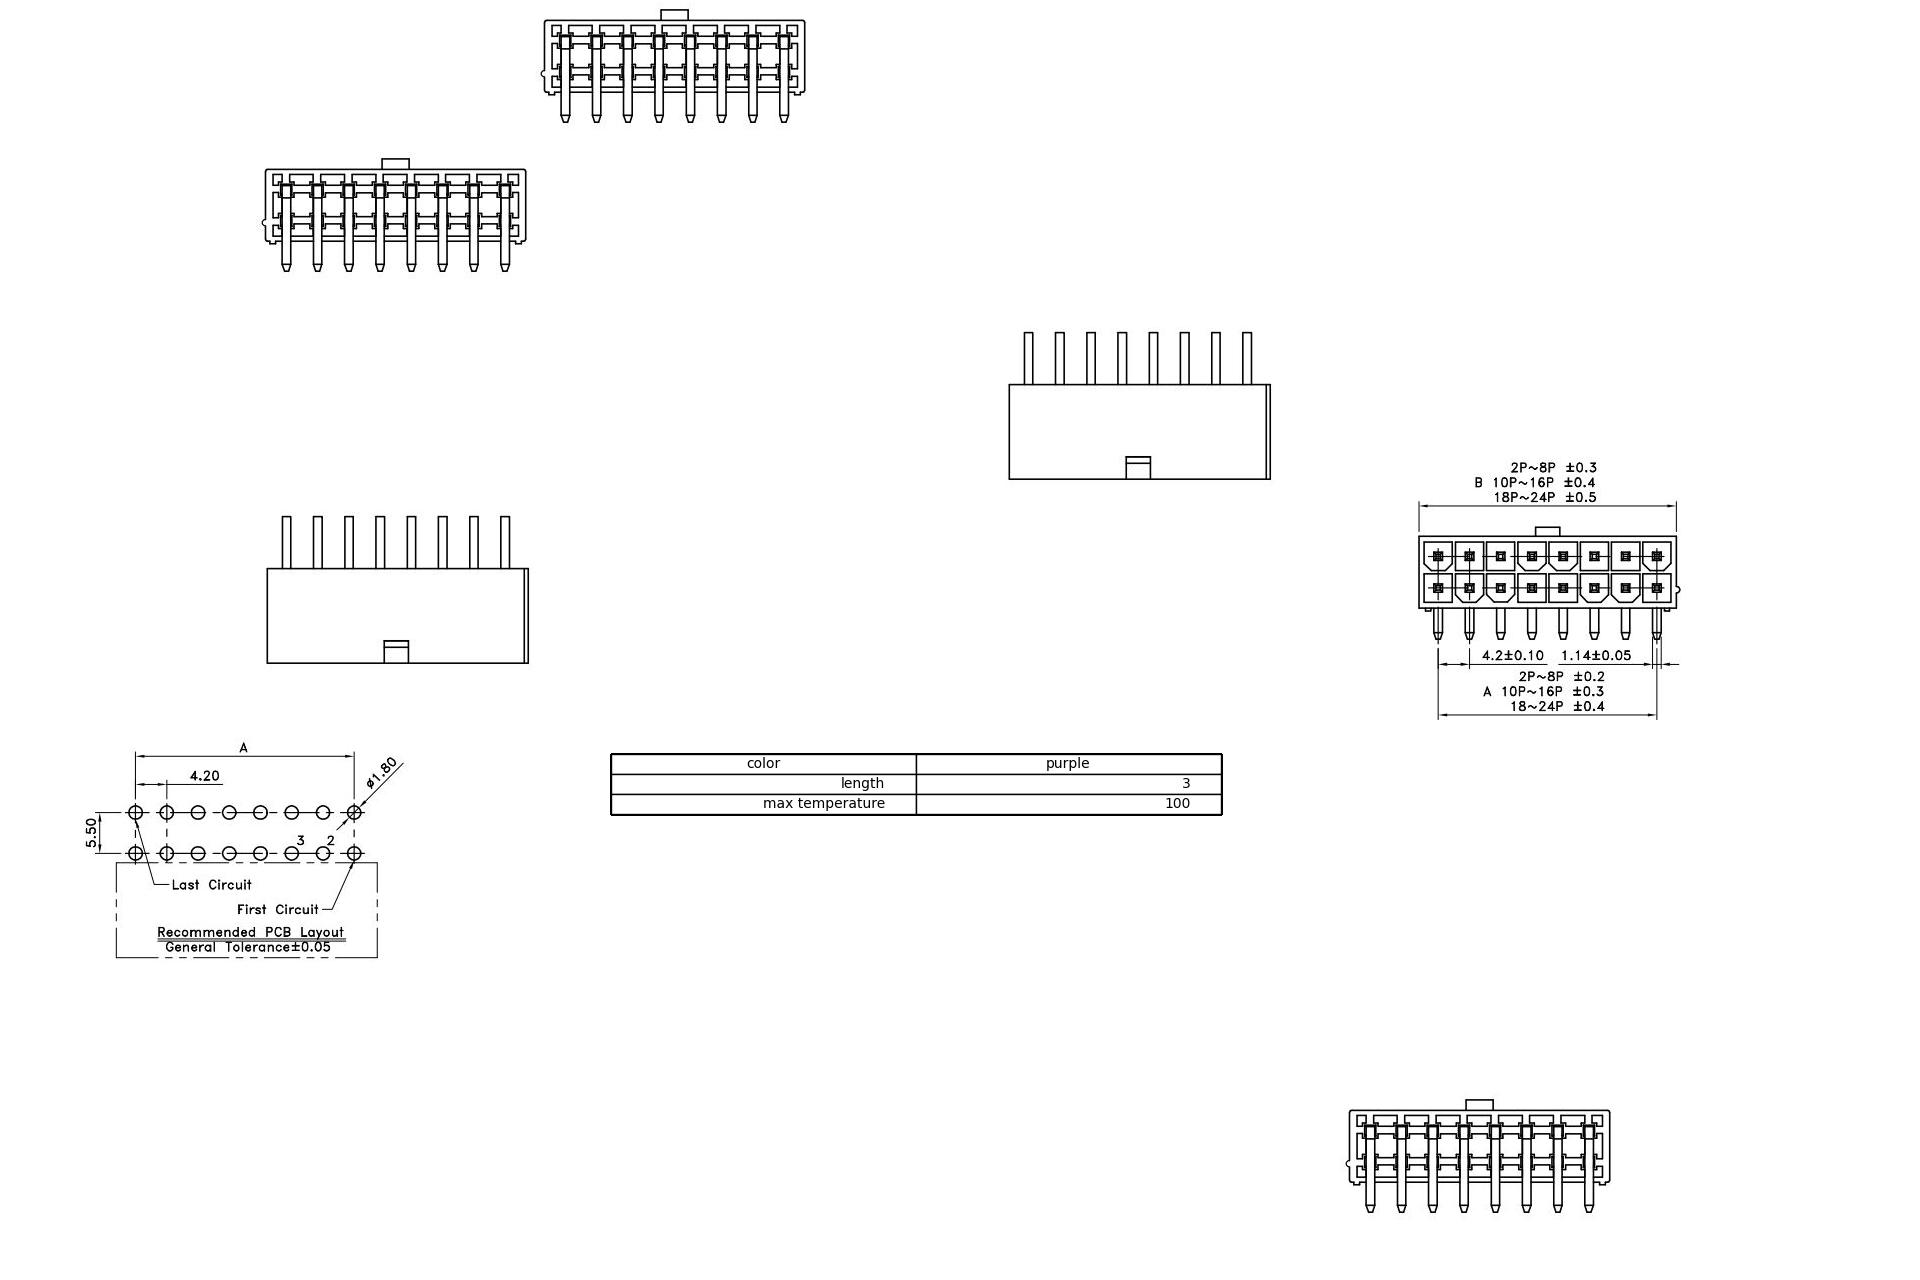 2P~8P ±0.3
B 10P~16P ±0.4
18P~24P ±0.5
4.2±0.10 1.14±0.05
2P~8P ±0.2
A 10P~16P ±0.3
18~24P ±0.4
A
4.20
ø1.80
5.50
3 2
Last Circuit
First Circuit
Recommended PCB Layout
General Tolerance±0.05
color purple
length 3
max temperature 100